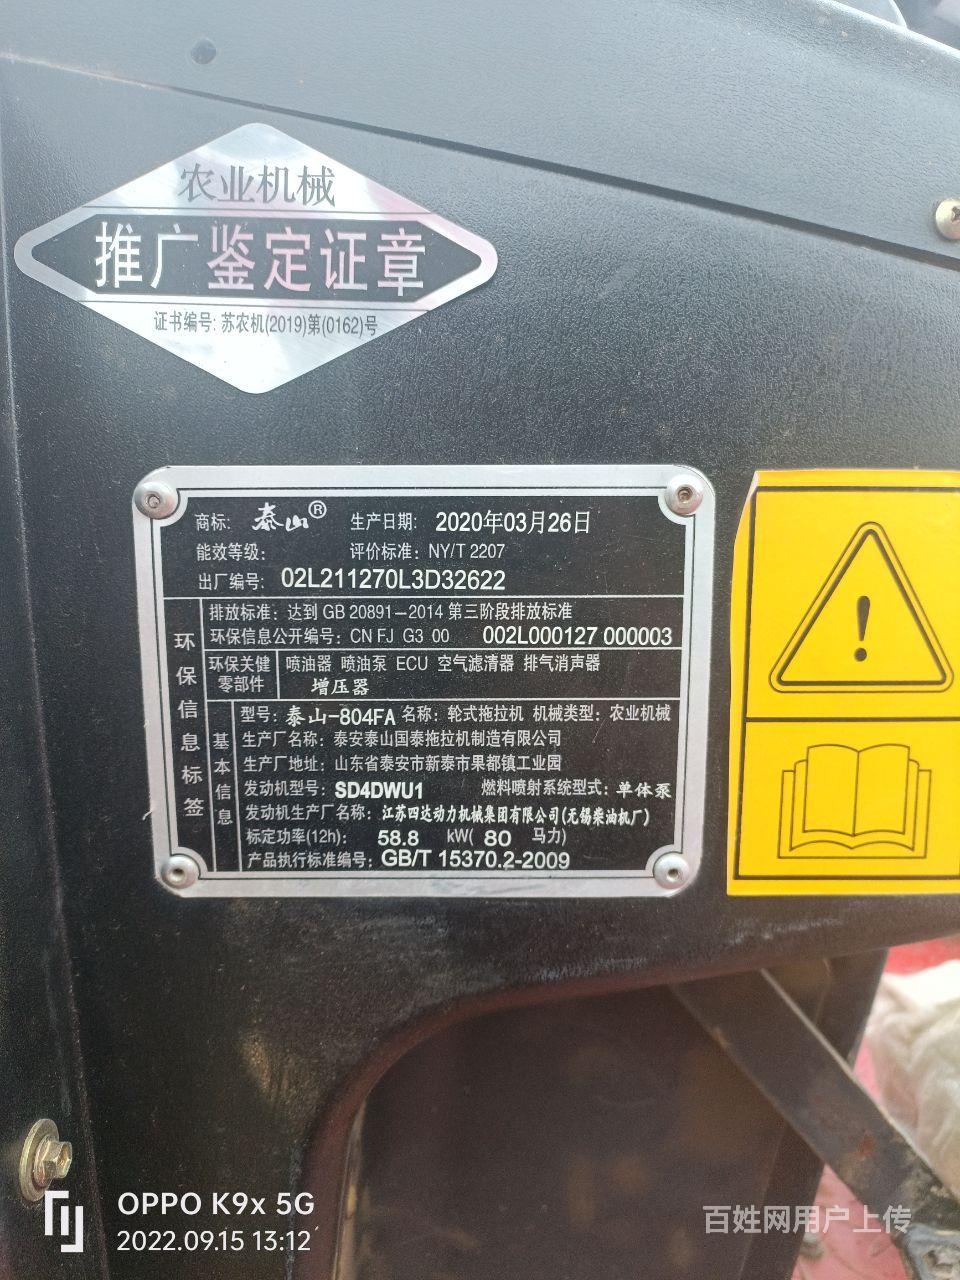 农业机械
推广鉴定证章
证书编号: 苏农机(2019)第(0162)号
商标: 泰山® 生产日期: 2020年03月26日
能效等级: 评价标准: NY/T 2207
出厂编号: 02L211270L3D32622
环保信息标签
排放标准: 达到 GB 20891-2014 第三阶段排放标准
环保信息公开编号: CN FJ G3 00 002L000127 000003
环保关健零部件
喷油器 喷油泵 ECU 空气滤清器 排气消声器
增压器
基本信息
型号: 泰山-804FA 名称: 轮式拖拉机 机械类型: 农业机械
生产厂名称: 泰安泰山国泰拖拉机制造有限公司
生产厂地址: 山东省泰安市新泰市果都镇工业园
发动机型号: SD4DWU1 燃料喷射系统型式: 单体泵
发动机生产厂名称: 江苏四达动力机械集团有限公司(无锡柴油机厂)
标定功率(12h): 58.8 kW( 80 马力)
产品执行标准编号: GB/T 15370.2-2009
OPPO K9x 5G
2022.09.15 13:12
百姓网用户上传